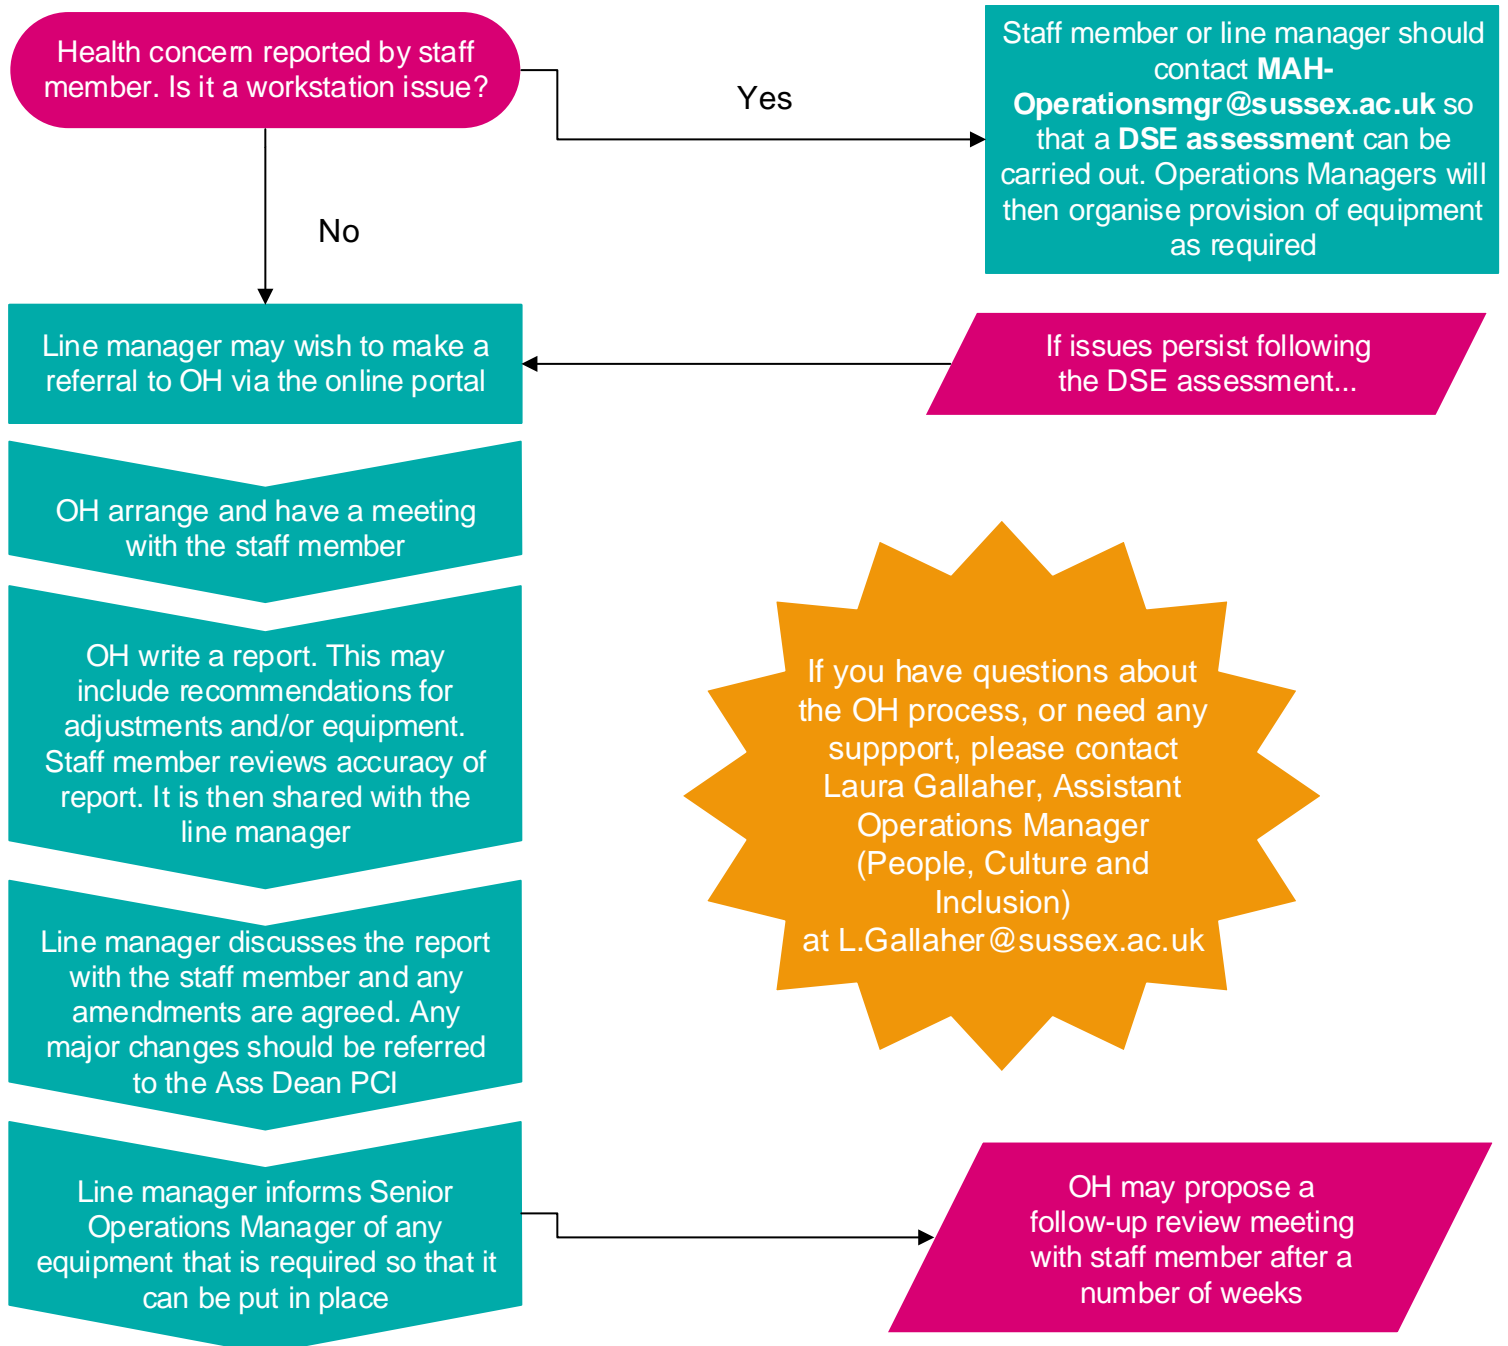 Health concern reported by staff
member. Is it a workstation issue?
Yes
Staff member or line manager should
contact MAH-
Operationsmgr@sussex.ac.uk so
that a DSE assessment can be
carried out. Operations Managers will
then organise provision of equipment
as required
No
Line manager may wish to make a
referral to OH via the online portal
If issues persist following
the DSE assessment...
OH arrange and have a meeting
with the staff member
OH write a report. This may
include recommendations for
adjustments and/or equipment.
Staff member reviews accuracy of
report. It is then shared with the
line manager
If you have questions about
the OH process, or need any
suppport, please contact
Laura Gallaher, Assistant
Operations Manager
(People, Culture and
Inclusion)
at L.Gallaher@sussex.ac.uk
Line manager discusses the report
with the staff member and any
amendments are agreed. Any
major changes should be referred
to the Ass Dean PCI
Line manager informs Senior
Operations Manager of any
equipment that is required so that it
can be put in place
OH may propose a
follow-up review meeting
with staff member after a
number of weeks